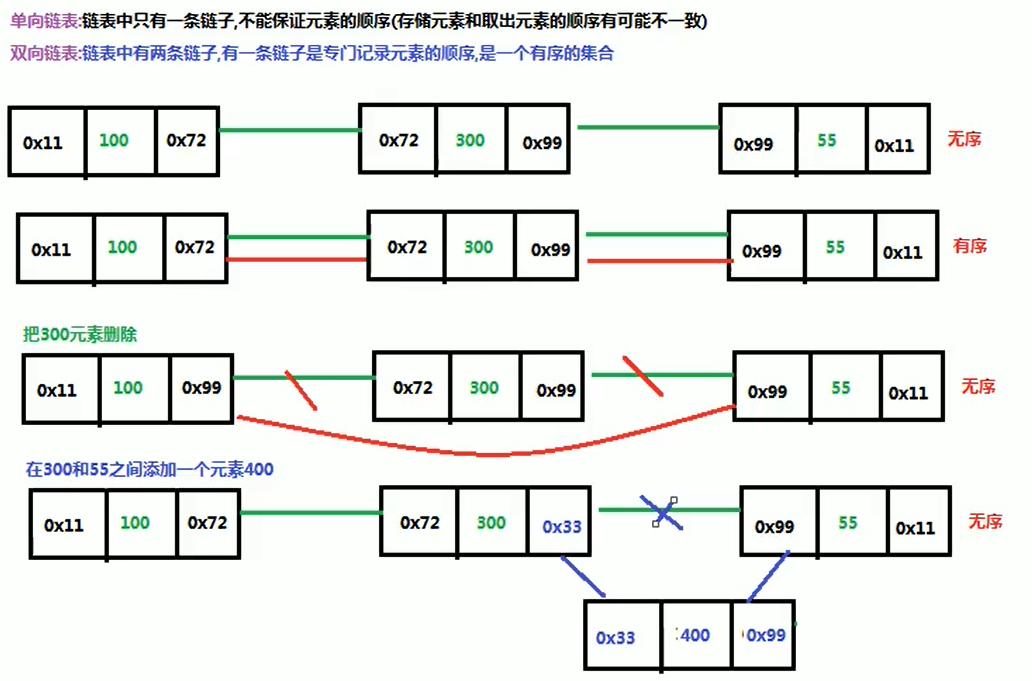 单向链表:链表中只有一条链子,不能保证元素的顺序(存储元素和取出元素的顺序有可能不一致)
双向链表:链表中有两条链子,有一条链子是专门记录元素的顺序,是一个有序的集合
0x11 100 0x72 0x72 300 0x99 0x99 55 0x11 无序
0x11 100 0x72 0x72 300 0x99 0x99 55 0x11 有序
把300元素删除
0x11 100 0x99 0x72 300 0x99 0x99 55 0x11 无序
在300和55之间添加一个元素400
0x11 100 0x72 0x72 300 0x33 0x99 55 0x11 无序
0x33 400 0x99